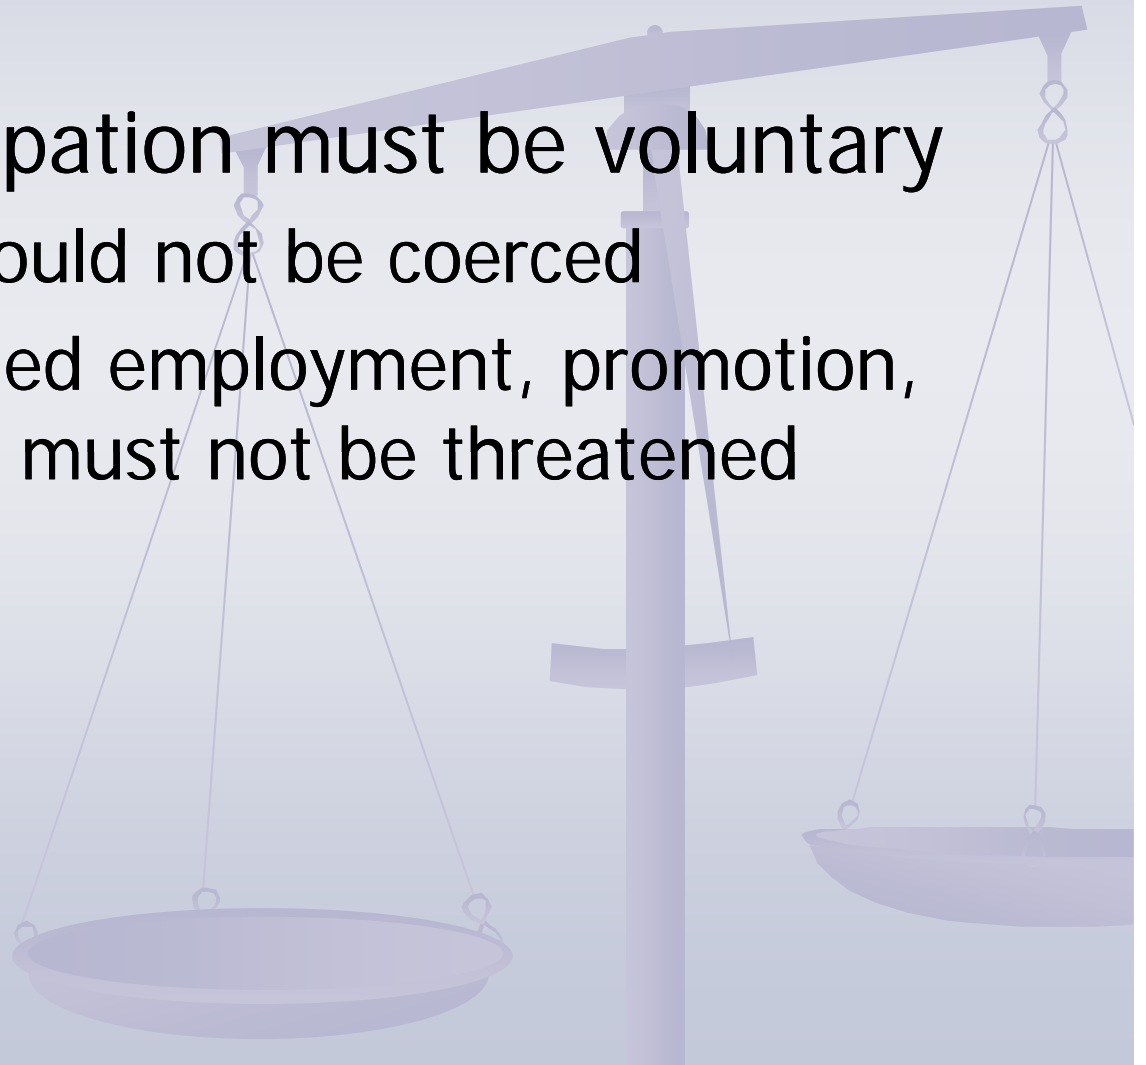 pation must be voluntary
ould not be coerced
ed employment, promotion,
must not be threatened